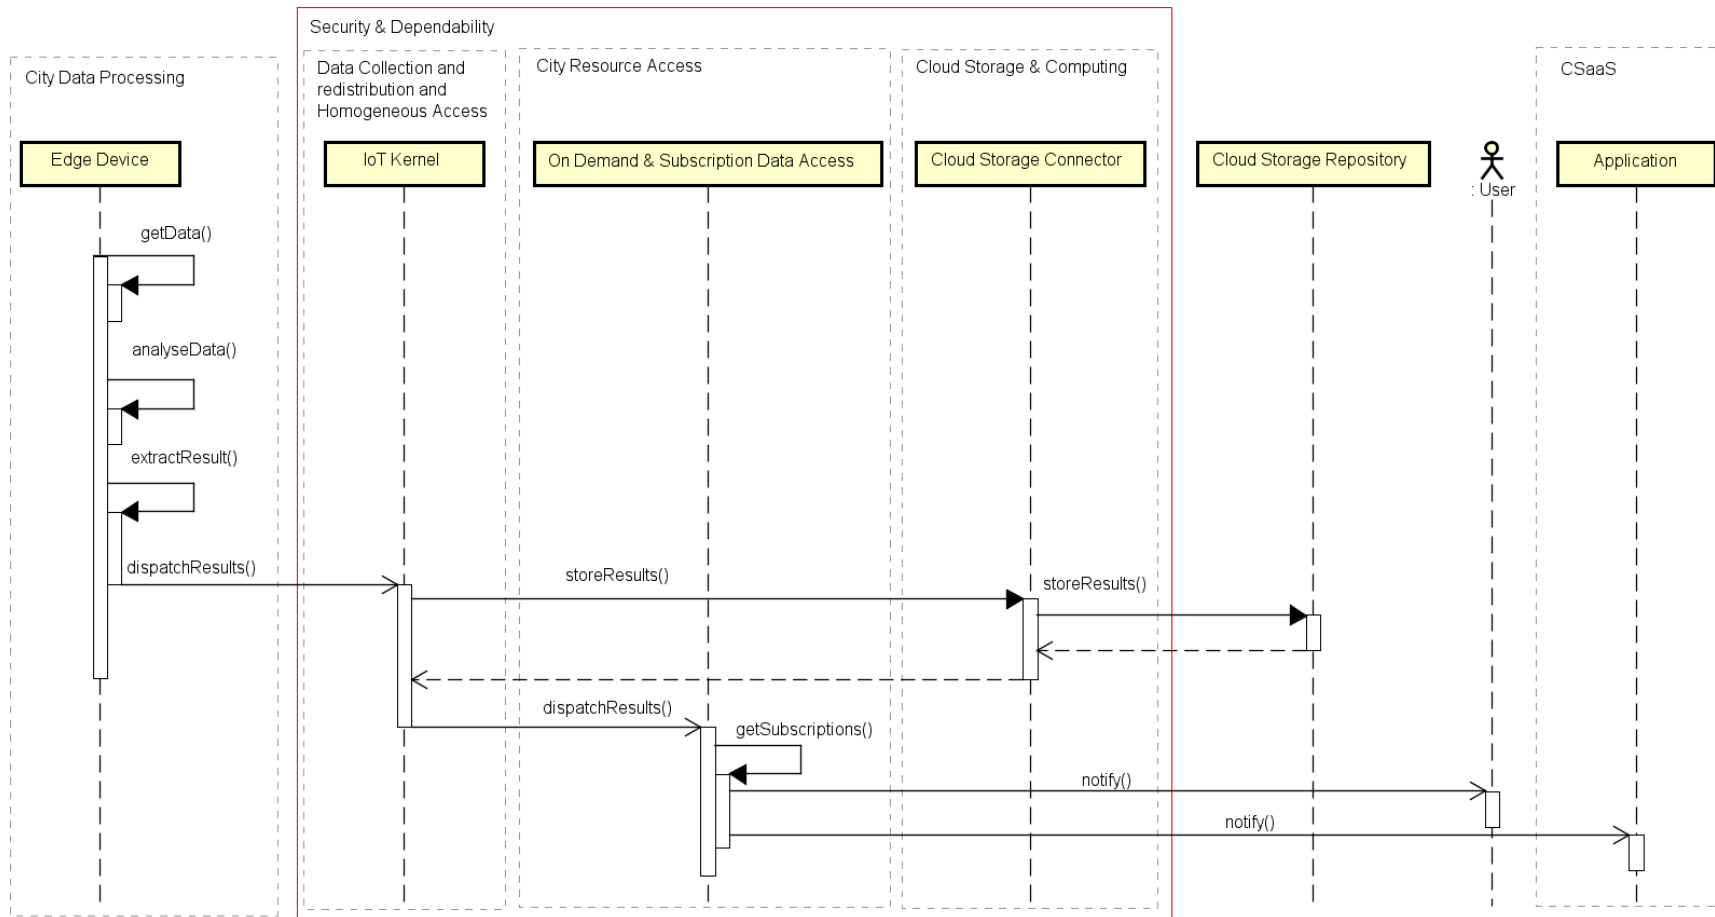 Security & Dependability
City Data Processing
Data Collection and
redistribution and
Homogeneous Access
City Resource Access
Cloud Storage & Computing
CSaaS
Edge Device
IoT Kernel
On Demand & Subscription Data Access
Cloud Storage Connector
Cloud Storage Repository
: User
Application
getData()
analyseData()
extractResult()
dispatchResults()
storeResults()
storeResults()
dispatchResults()
getSubscriptions()
notify()
notify()